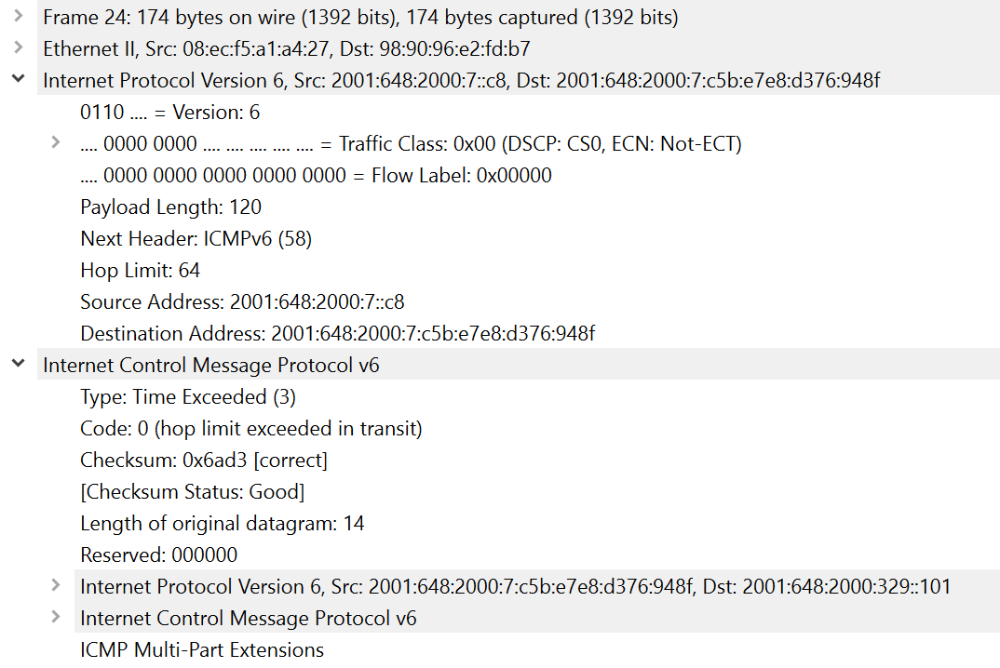 Frame 24: 174 bytes on wire (1392 bits), 174 bytes captured (1392 bits)
Ethernet II, Src: 08:ec:f5:a1:a4:27, Dst: 98:90:96:e2:fd:b7
Internet Protocol Version 6, Src: 2001:648:2000:7::c8, Dst: 2001:648:2000:7:c5b:e7e8:d376:948f
0110 .... = Version: 6
.... 0000 0000 .... .... .... .... .... = Traffic Class: 0x00 (DSCP: CS0, ECN: Not-ECT)
.... 0000 0000 0000 0000 0000 = Flow Label: 0x00000
Payload Length: 120
Next Header: ICMPv6 (58)
Hop Limit: 64
Source Address: 2001:648:2000:7::c8
Destination Address: 2001:648:2000:7:c5b:e7e8:d376:948f
Internet Control Message Protocol v6
Type: Time Exceeded (3)
Code: 0 (hop limit exceeded in transit)
Checksum: 0x6ad3 [correct]
[Checksum Status: Good]
Length of original datagram: 14
Reserved: 000000
Internet Protocol Version 6, Src: 2001:648:2000:7:c5b:e7e8:d376:948f, Dst: 2001:648:2000:329::101
Internet Control Message Protocol v6
ICMP Multi-Part Extensions